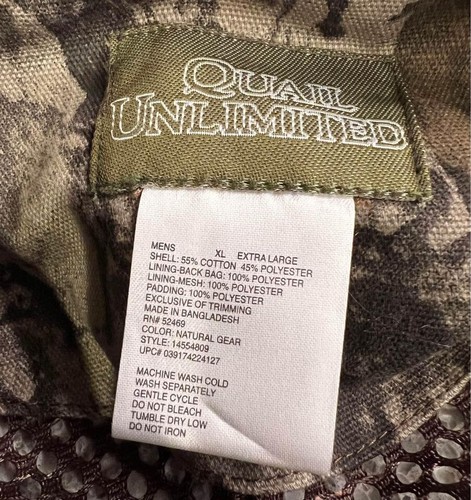 QUAIL
UNLIMITED
MENS XL EXTRA LARGE
SHELL: 55% COTTON 45% POLYESTER
LINING-BACK BAG: 100% POLYESTER
LINING-MESH: 100% POLYESTER
PADDING: 100% POLYESTER
EXCLUSIVE OF TRIMMING
MADE IN BANGLADESH
RN# 52469
COLOR: NATURAL GEAR
STYLE: 14554809
UPC# 039174224127
MACHINE WASH COLD
WASH SEPARATELY
GENTLE CYCLE
DO NOT BLEACH
TUMBLE DRY LOW
DO NOT IRON